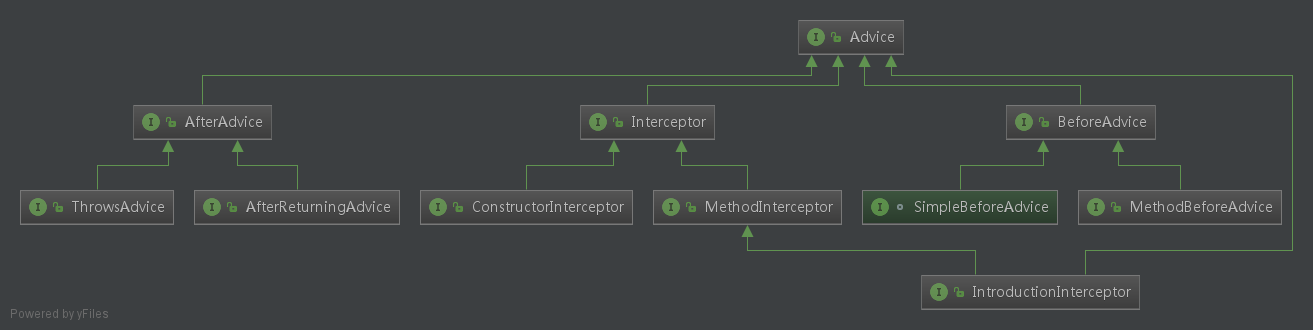 I Advice
I AfterAdvice
I Interceptor
I BeforeAdvice
I ThrowsAdvice
I AfterReturningAdvice
I ConstructorInterceptor
I MethodInterceptor
I SimpleBeforeAdvice
I MethodBeforeAdvice
I IntroductionInterceptor
Powered by yFiles